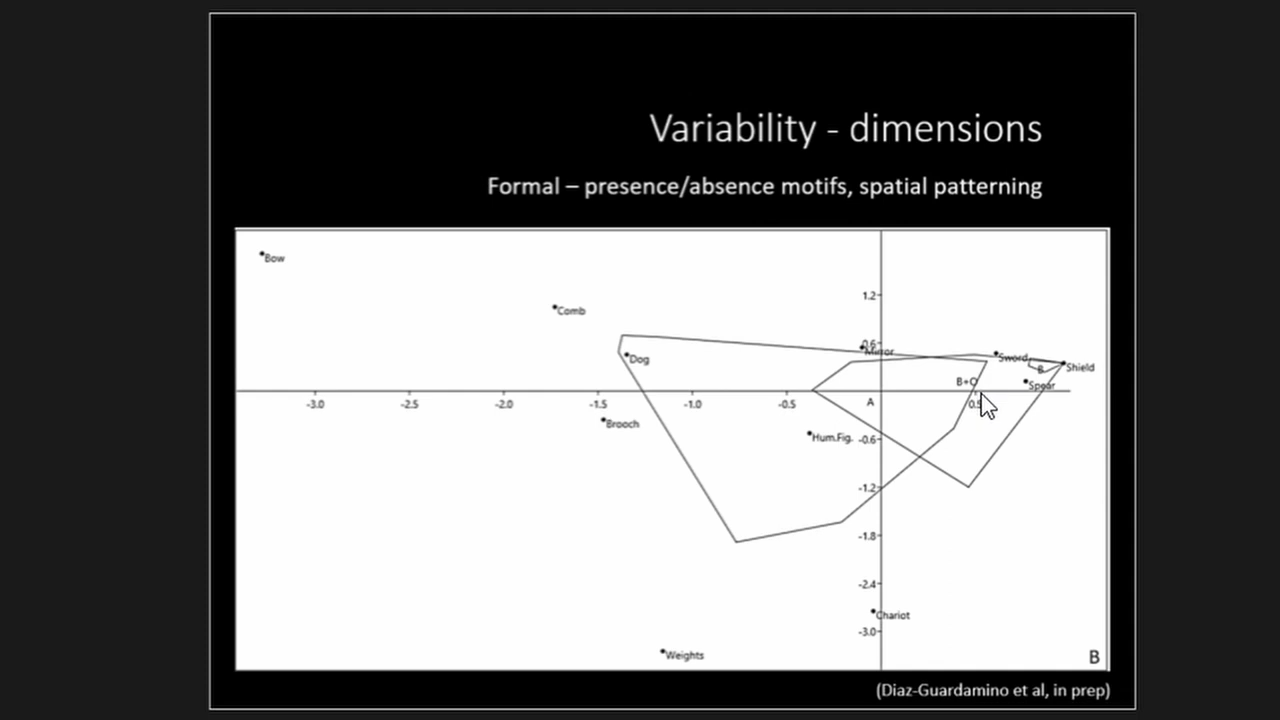 Variability - dimensions
Formal – presence/absence motifs, spatial patterning
Bow
1.2
Comb
0.6
Mirror
Dog
Sword
B
Shield
B+O
Spear
-3.0
-2.5
-2.0
-1.5
-1.0
-0.5
A
0.5
Brooch
Hum.Fig.
-0.6
-1.2
-1.8
-2.4
Chariot
-3.0
Weights
B
(Diaz-Guardamino et al, in prep)